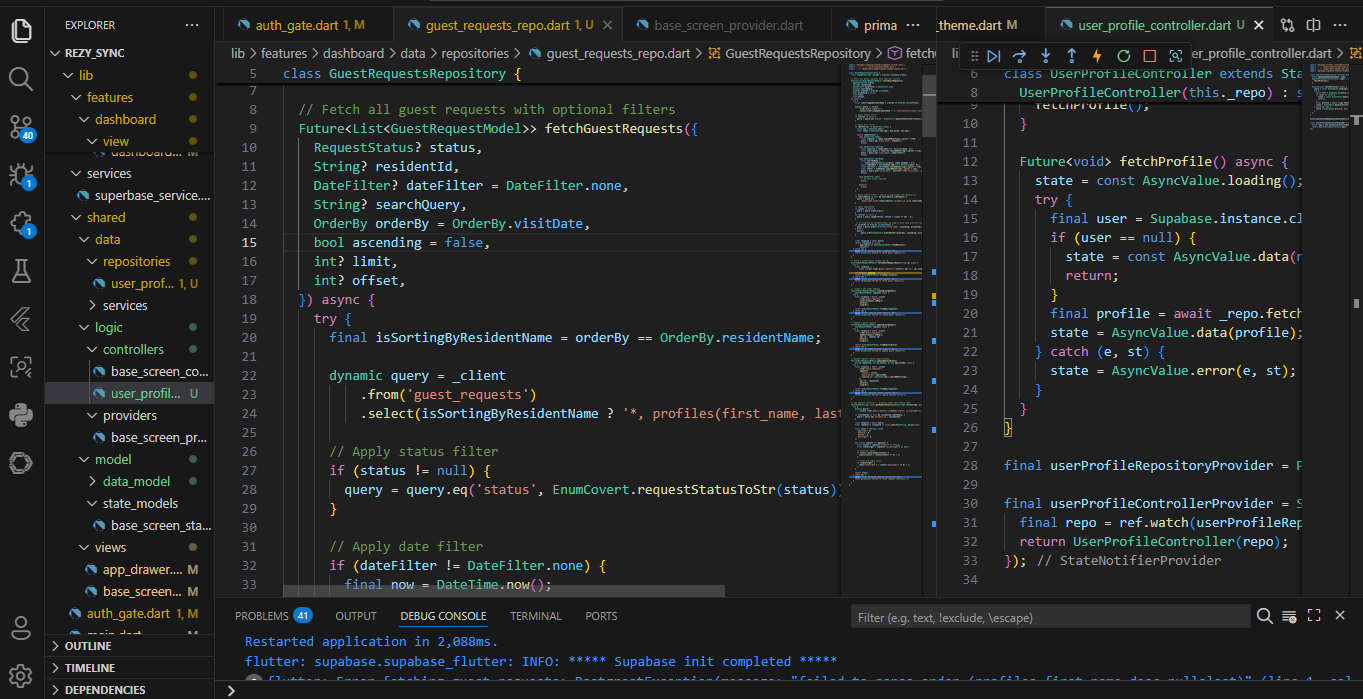 EXPLORER ...
REZY_SYNC
lib
features
dashboard
view
services
superbase_service....
shared
data
repositories
user_prof... 1, U
services
logic
controllers
base_screen_co...
user_profil... U
providers
base_screen_pr...
model
data_model
state_models
base_screen_sta...
views
app_drawer.... M
base_screen... M
auth_gate.dart 1, M
OUTLINE
TIMELINE
DEPENDENCIES
40
1
1
auth_gate.dart 1, M
guest_requests_repo.dart 1, U
base_screen_provider.dart
prima ...
lib > features > dashboard > data > repositories > guest_requests_repo.dart > GuestRequestsRepository > fetch
5 class GuestRequestsRepository {
7
8 // Fetch all guest requests with optional filters
9 Future<List<GuestRequestModel>> fetchGuestRequests({
10 RequestStatus? status,
11 String? residentId,
12 DateFilter? dateFilter = DateFilter.none,
13 String? searchQuery,
14 OrderBy orderBy = OrderBy.visitDate,
15 bool ascending = false,
16 int? limit,
17 int? offset,
18 }) async {
19 try {
20 final isSortingByResidentName = orderBy == OrderBy.residentName;
21
22 dynamic query = _client
23 .from('guest_requests')
24 .select(isSortingByResidentName ? '*, profiles(first_name, last
25
26 // Apply status filter
27 if (status != null) {
28 query = query.eq('status', EnumCovert.requestStatusToStr(status)
29 }
30
31 // Apply date filter
32 if (dateFilter != DateFilter.none) {
33 final now = DateTime.now();
theme.dart M
user_profile_controller.dart U
er_profile_controller.dart >
6 class UserProfileController extends Sta
8 UserProfileController(this._repo) : s
9 fetchProfile();
10 }
11
12 Future<void> fetchProfile() async {
13 state = const AsyncValue.loading();
14 try {
15 final user = Supabase.instance.cl
16 if (user == null) {
17 state = const AsyncValue.data(n
18 return;
19 }
20 final profile = await _repo.fetch
21 state = AsyncValue.data(profile);
22 } catch (e, st) {
23 state = AsyncValue.error(e, st);
24 }
25 }
26 }
27
28 final userProfileRepositoryProvider = P
29
30 final userProfileControllerProvider = S
31 final repo = ref.watch(userProfileRep
32 return UserProfileController(repo);
33 }); // StateNotifierProvider
34
PROBLEMS 41 OUTPUT DEBUG CONSOLE TERMINAL PORTS
Filter (e.g. text, !exclude, \escape)
Restarted application in 2,088ms.
flutter: supabase.supabase_flutter: INFO: ***** Supabase init completed *****